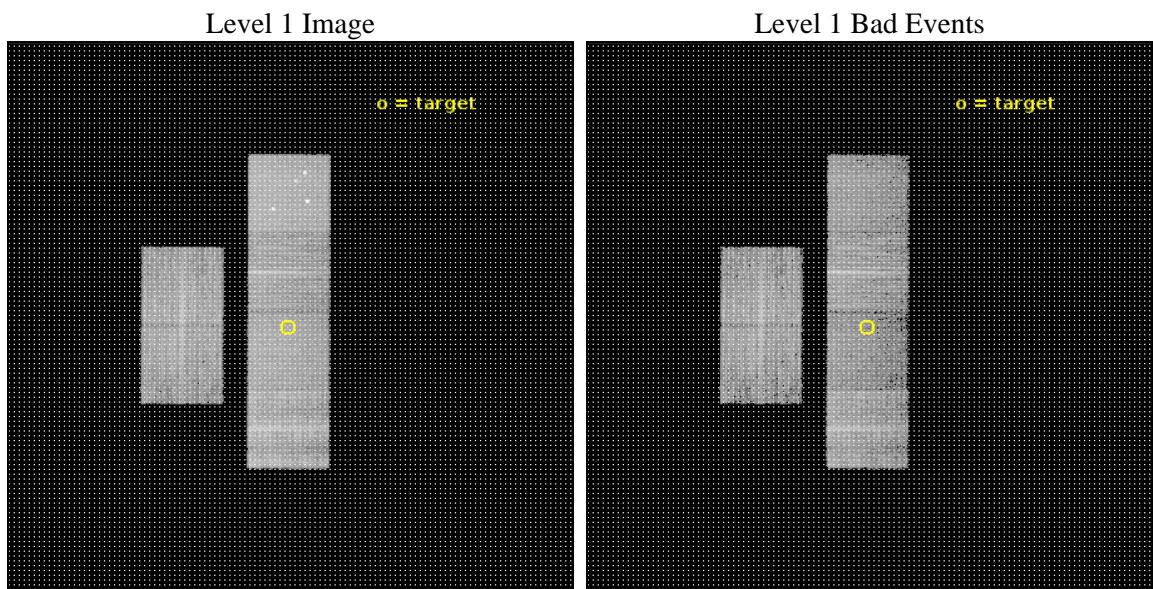 Level 1 Image
Level 1 Bad Events
o = target
o = target